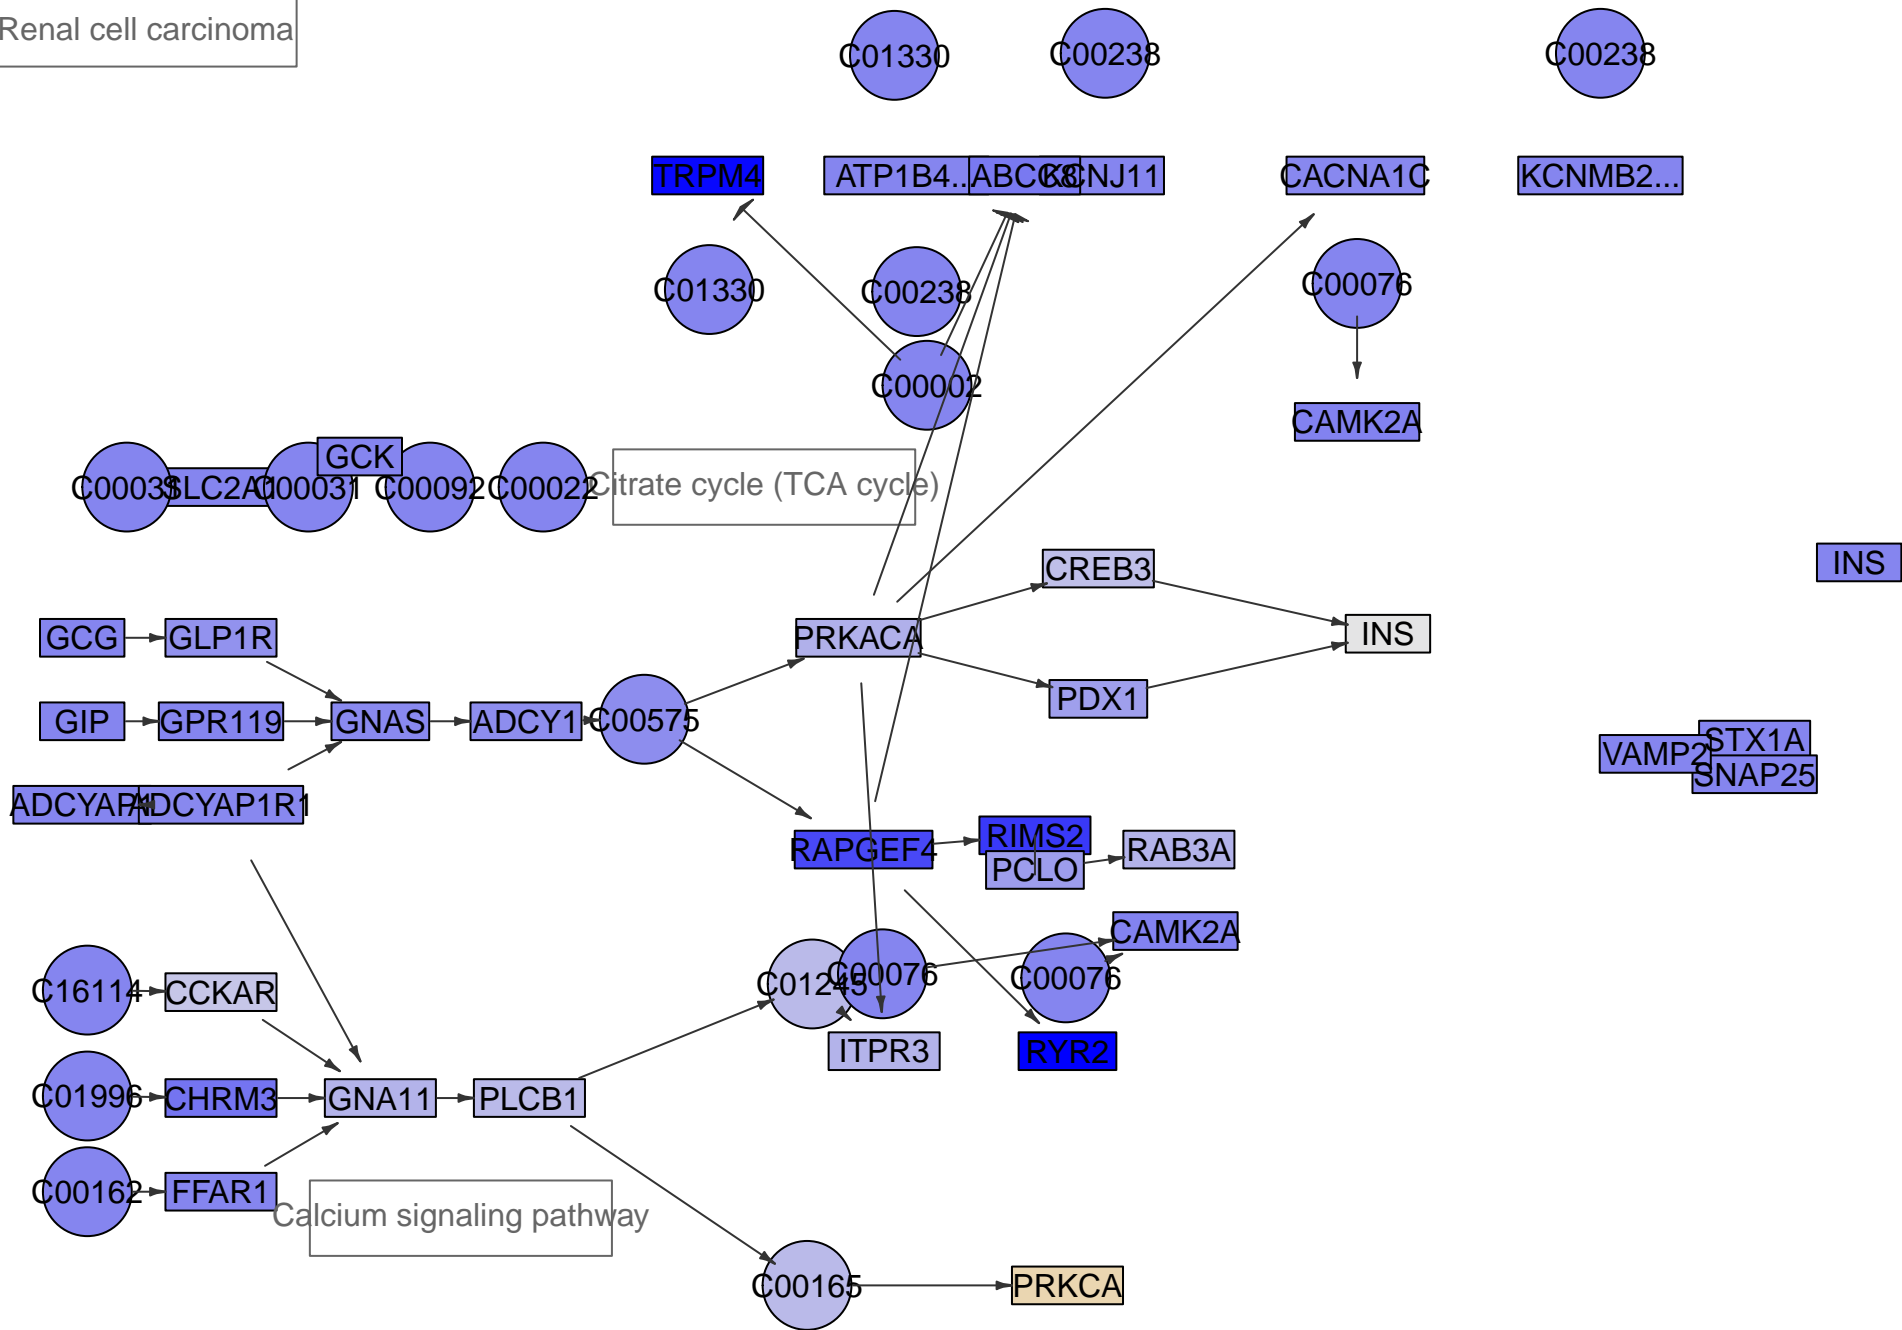 Renal cell carcinoma
C01330
C00238
C00238
TRPM4
ATP1B4...
ABCC8
KCNJ11
CACNA1C
KCNMB2...
C01330
C00238
C00076
C00002
CAMK2A
C00031
SLC2A1
C00031
GCK
C00092
C00022
Citrate cycle (TCA cycle)
CREB3
INS
GCG
GLP1R
PRKACA
INS
PDX1
GIP
GPR119
GNAS
ADCY1
C00575
VAMP2
STX1A
SNAP25
ADCYAP1
ADCYAP1R1
RAPGEF4
RIMS2
PCLO
RAB3A
CAMK2A
C16114
CCKAR
C01245
C00076
C00076
ITPR3
RYR2
C01996
CHRM3
GNA11
PLCB1
C00162
FFAR1
Calcium signaling pathway
C00165
PRKCA